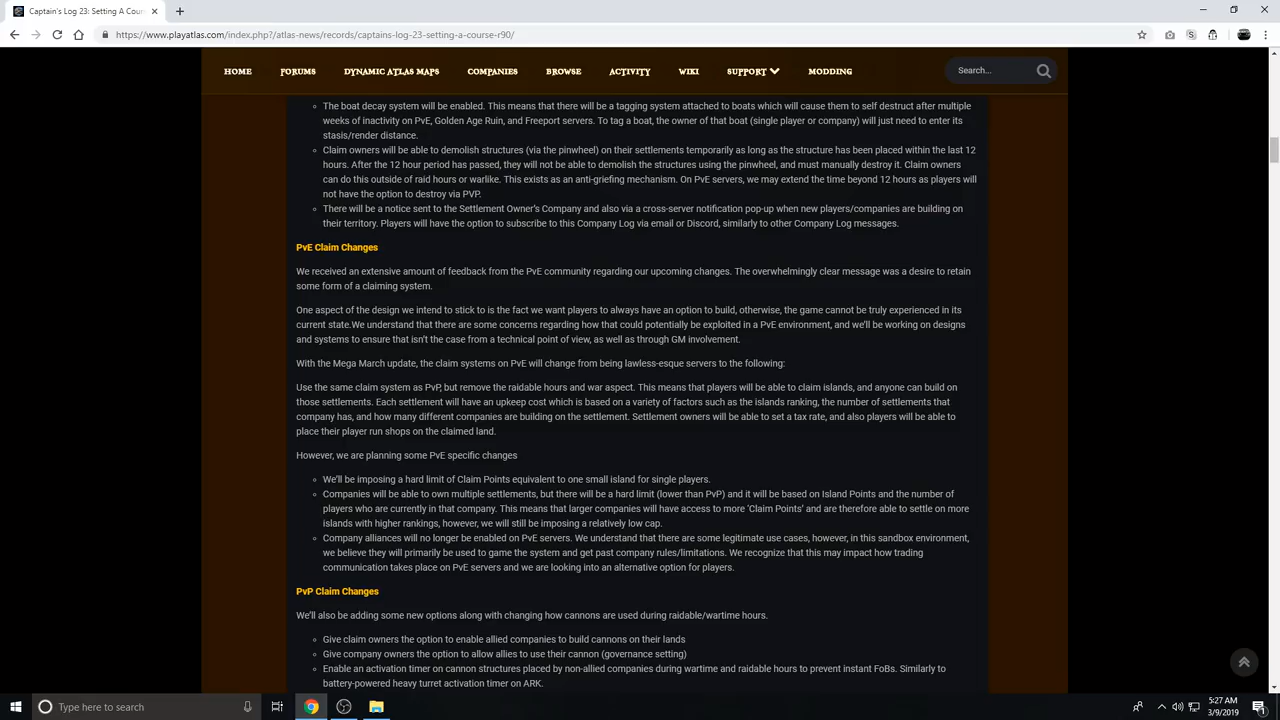 Captain's Log 23: Setting A Cou
https://www.playatlas.com/index.php?/atlas-news/records/captains-log-23-setting-a-course-r90/
HOME FORUMS DYNAMIC ATLAS MAPS COMPANIES BROWSE ACTIVITY WIKI SUPPORT MODDING Search...
The boat decay system will be enabled. This means that there will be a tagging system attached to boats which will cause them to self destruct after multiple
weeks of inactivity on PvE, Golden Age Ruin, and Freeport servers. To tag a boat, the owner of that boat (single player or company) will just need to enter its
stasis/render distance.
Claim owners will be able to demolish structures (via the pinwheel) on their settlements temporarily as long as the structure has been placed within the last 12
hours. After the 12 hour period has passed, they will not be able to demolish the structures using the pinwheel, and must manually destroy it. Claim owners
can do this outside of raid hours or warlike. This exists as an anti-griefing mechanism. On PvE servers, we may extend the time beyond 12 hours as players will
not have the option to destroy via PVP.
There will be a notice sent to the Settlement Owner's Company and also via a cross-server notification pop-up when new players/companies are building on
their territory. Players will have the option to subscribe to this Company Log via email or Discord, similarly to other Company Log messages.
PvE Claim Changes
We received an extensive amount of feedback from the PvE community regarding our upcoming changes. The overwhelmingly clear message was a desire to retain
some form of a claiming system.
One aspect of the design we intend to stick to is the fact we want players to always have an option to build, otherwise, the game cannot be truly experienced in its
current state.We understand that there are some concerns regarding how that could potentially be exploited in a PvE environment, and we'll be working on designs
and systems to ensure that isn't the case from a technical point of view, as well as through GM involvement.
With the Mega March update, the claim systems on PvE will change from being lawless-esque servers to the following:
Use the same claim system as PvP, but remove the raidable hours and war aspect. This means that players will be able to claim islands, and anyone can build on
those settlements. Each settlement will have an upkeep cost which is based on a variety of factors such as the islands ranking, the number of settlements that
company has, and how many different companies are building on the settlement. Settlement owners will be able to set a tax rate, and also players will be able to
place their player run shops on the claimed land.
However, we are planning some PvE specific changes
We'll be imposing a hard limit of Claim Points equivalent to one small island for single players.
Companies will be able to own multiple settlements, but there will be a hard limit (lower than PvP) and it will be based on Island Points and the number of
players who are currently in that company. This means that larger companies will have access to more 'Claim Points' and are therefore able to settle on more
islands with higher rankings, however, we will still be imposing a relatively low cap.
Company alliances will no longer be enabled on PvE servers. We understand that there are some legitimate use cases, however, in this sandbox environment,
we believe they will primarily be used to game the system and get past company rules/limitations. We recognize that this may impact how trading
communication takes place on PvE servers and we are looking into an alternative option for players.
PvP Claim Changes
We'll also be adding some new options along with changing how cannons are used during raidable/wartime hours.
Give claim owners the option to enable allied companies to build cannons on their lands
Give company owners the option to allow allies to use their cannon (governance setting)
Enable an activation timer on cannon structures placed by non-allied companies during wartime and raidable hours to prevent instant FoBs. Similarly to
battery-powered heavy turret activation timer on ARK.
Type here to search
5:27 AM
3/9/2019
1